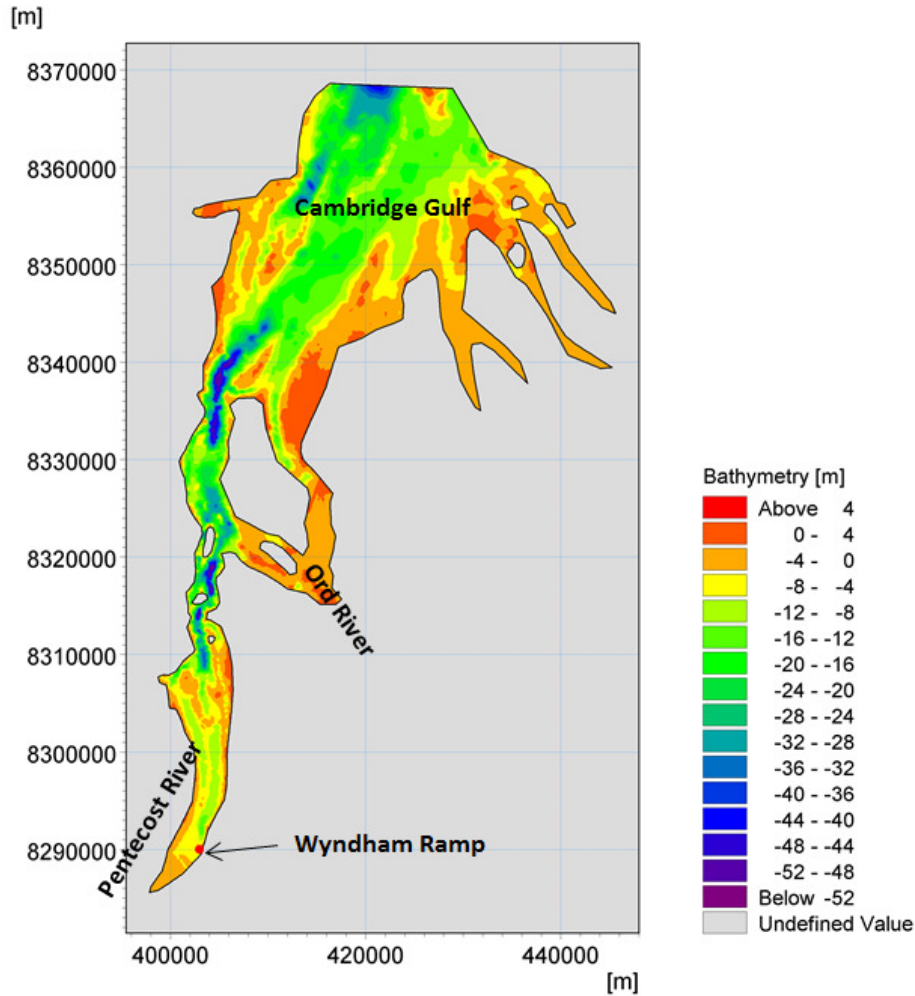 [m]
8370000
8360000
8350000
8340000
8330000
8320000
8310000
8300000
8290000
Cambridge Gulf
Ord River
Pentecost River
Wyndham Ramp
400000 420000 440000
[m]
Bathymetry [m]
Above 4
0 - 4
-4 - 0
-8 - -4
-12 - -8
-16 - -12
-20 - -16
-24 - -20
-28 - -24
-32 - -28
-36 - -32
-40 - -36
-44 - -40
-48 - -44
-52 - -48
Below -52
Undefined Value